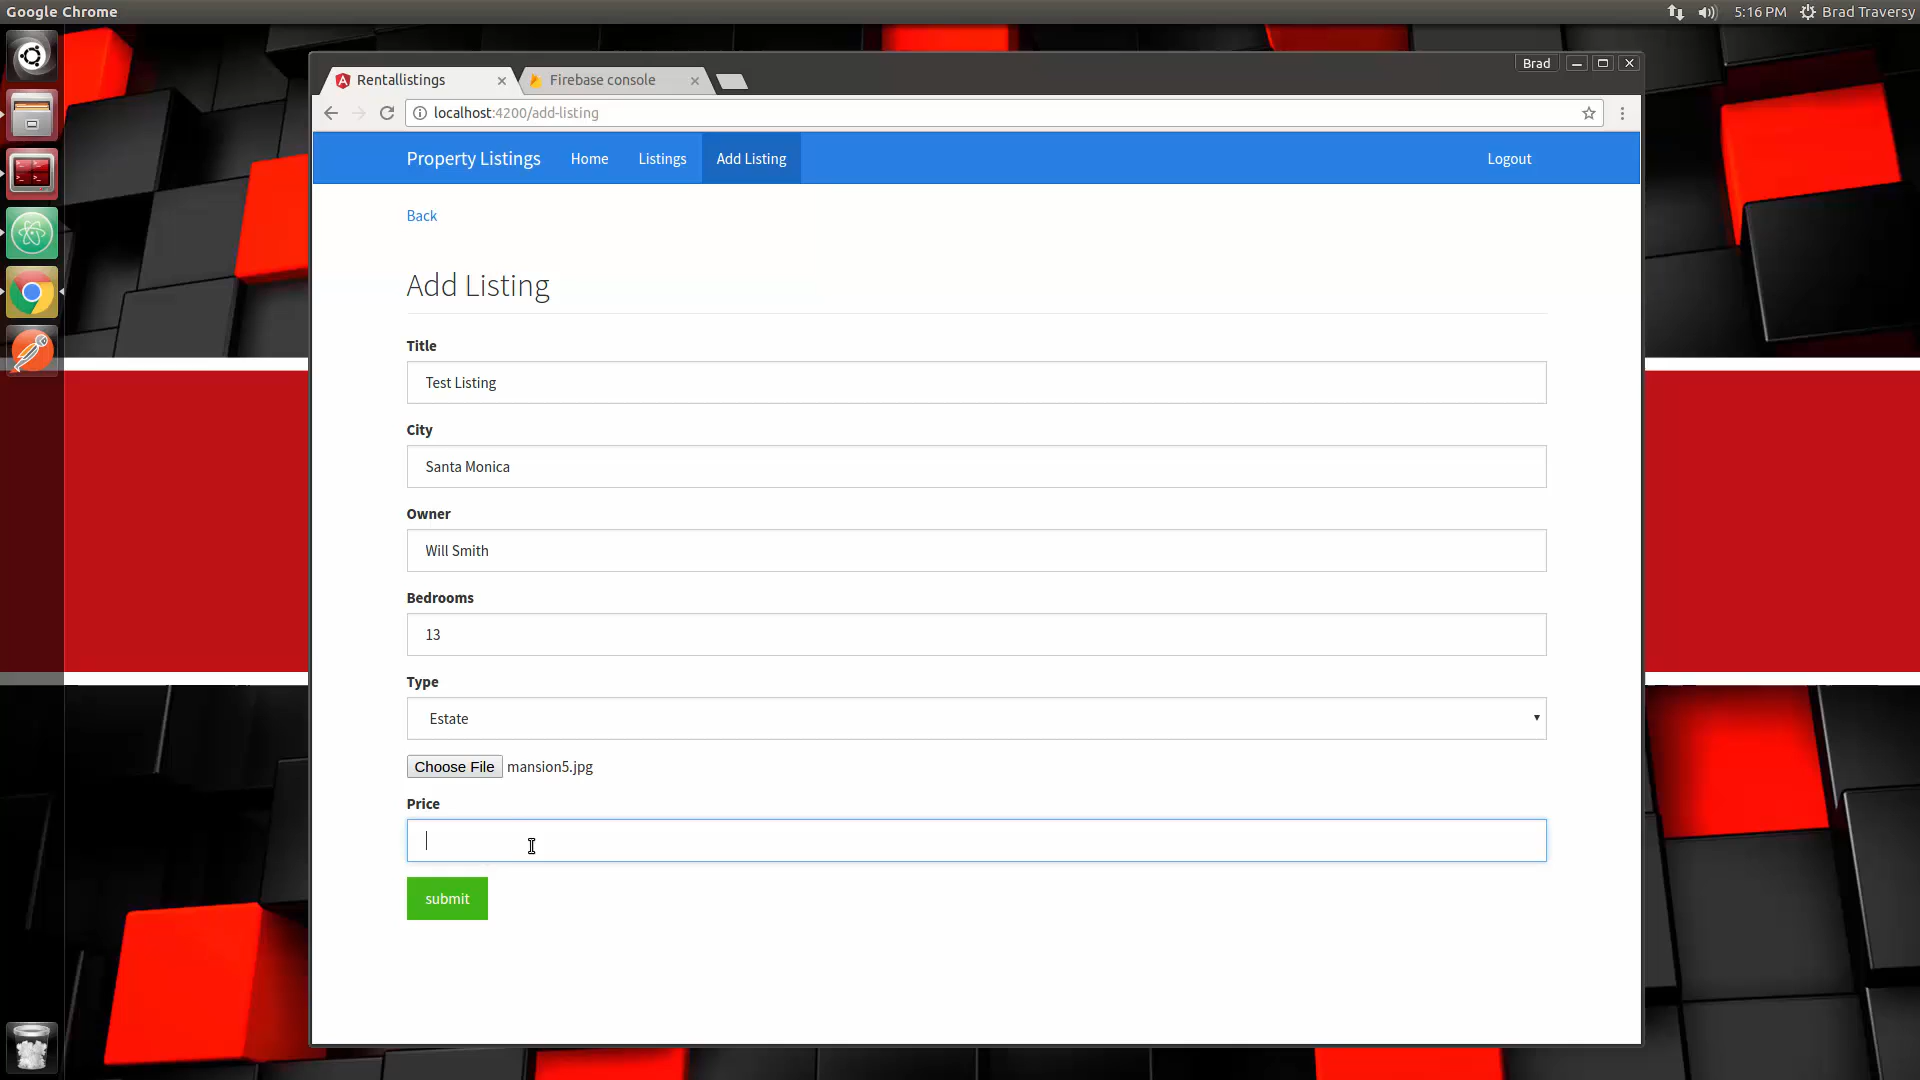 Google Chrome
5:16 PM
Brad Traversy
Brad
Rentallistings
Firebase console
localhost:4200/add-listing
Property Listings
Home
Listings
Add Listing
Logout
Back
Add Listing
Title
Test Listing
City
Santa Monica
Owner
Will Smith
Bedrooms
13
Type
Estate
Choose File mansion5.jpg
Price
submit